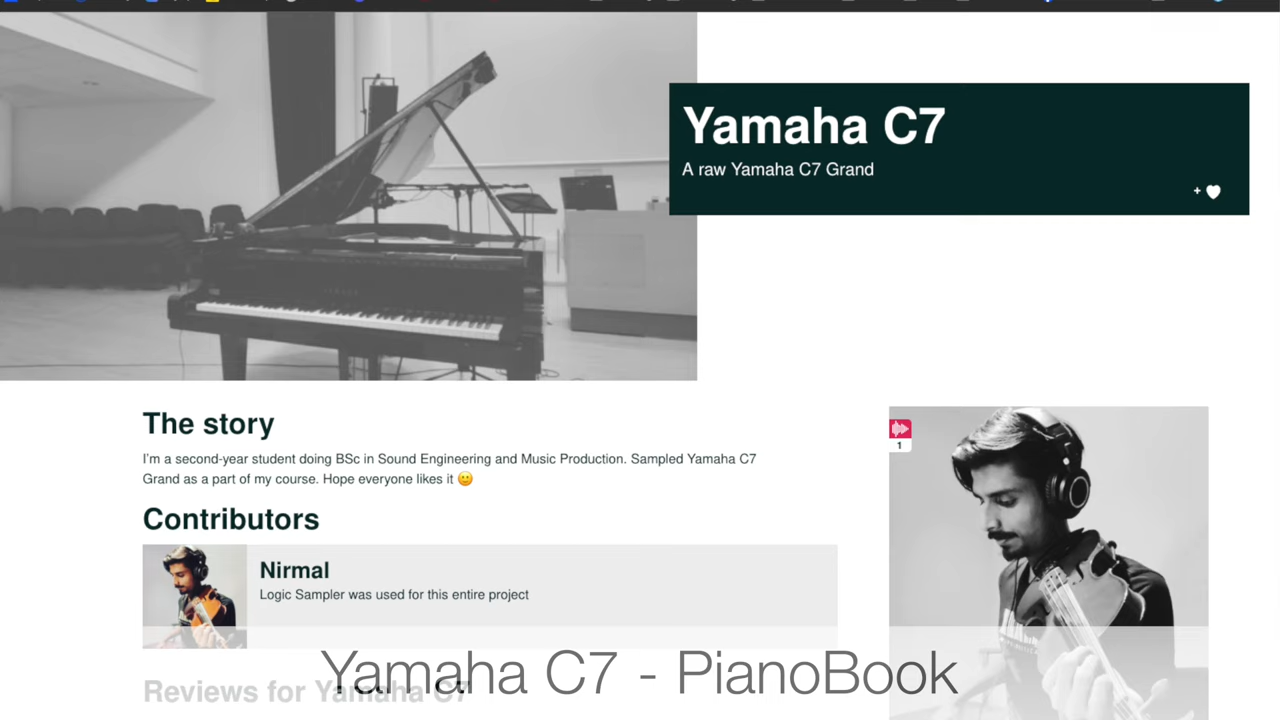 Yamaha C7
A raw Yamaha C7 Grand
+
The story
1
I'm a second-year student doing BSc in Sound Engineering and Music Production. Sampled Yamaha C7
Grand as a part of my course. Hope everyone likes it 🙂
Contributors
Nirmal
Logic Sampler was used for this entire project
Yamaha C7 - PianoBook
Reviews for Yamaha C7